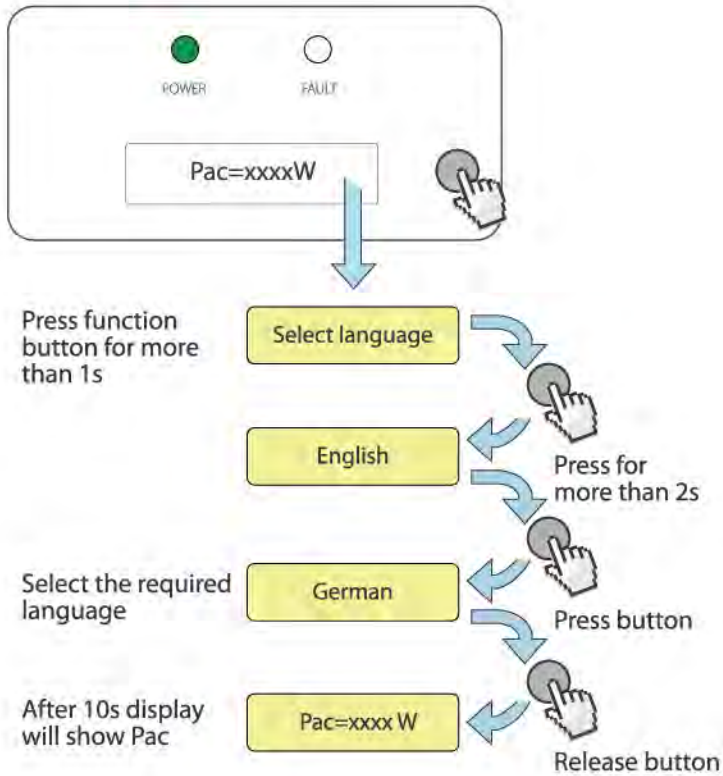 POWER
FAULT
Pac=xxxxW
Press function
button for more
than 1s
Select language
English
Press for
more than 2s
Select the required
language
German
Press button
After 10s display
will show Pac
Pac=xxxx W
Release button